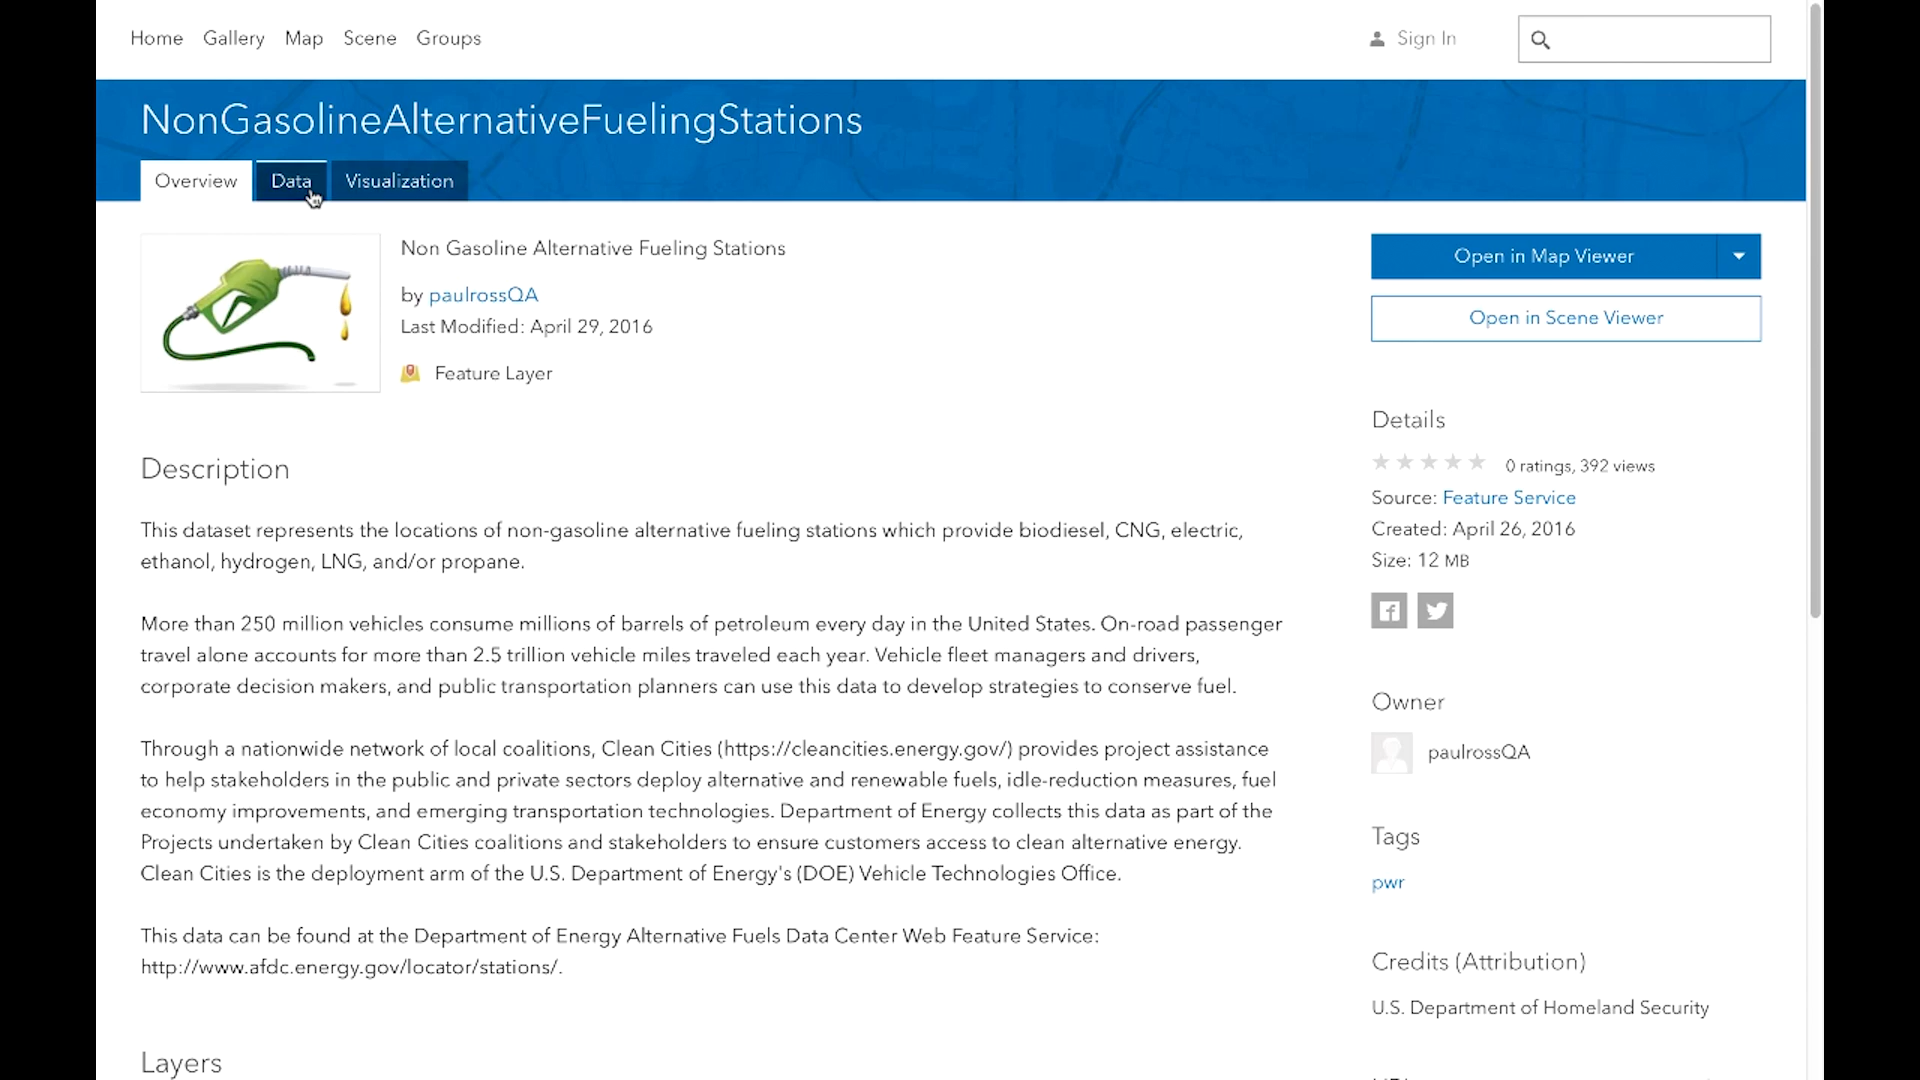 Home Gallery Map Scene Groups
Sign In
NonGasolineAlternativeFuelingStations
Overview Data Visualization
Non Gasoline Alternative Fueling Stations
by paulrossQA
Last Modified: April 29, 2016
Feature Layer
Open in Map Viewer
Open in Scene Viewer
Description
This dataset represents the locations of non-gasoline alternative fueling stations which provide biodiesel, CNG, electric,
ethanol, hydrogen, LNG, and/or propane.
More than 250 million vehicles consume millions of barrels of petroleum every day in the United States. On-road passenger
travel alone accounts for more than 2.5 trillion vehicle miles traveled each year. Vehicle fleet managers and drivers,
corporate decision makers, and public transportation planners can use this data to develop strategies to conserve fuel.
Through a nationwide network of local coalitions, Clean Cities (https://cleancities.energy.gov/) provides project assistance
to help stakeholders in the public and private sectors deploy alternative and renewable fuels, idle-reduction measures, fuel
economy improvements, and emerging transportation technologies. Department of Energy collects this data as part of the
Projects undertaken by Clean Cities coalitions and stakeholders to ensure customers access to clean alternative energy.
Clean Cities is the deployment arm of the U.S. Department of Energy's (DOE) Vehicle Technologies Office.
This data can be found at the Department of Energy Alternative Fuels Data Center Web Feature Service:
http://www.afdc.energy.gov/locator/stations/.
Layers
Details
0 ratings, 392 views
Source: Feature Service
Created: April 26, 2016
Size: 12 MB
Owner
paulrossQA
Tags
pwr
Credits (Attribution)
U.S. Department of Homeland Security